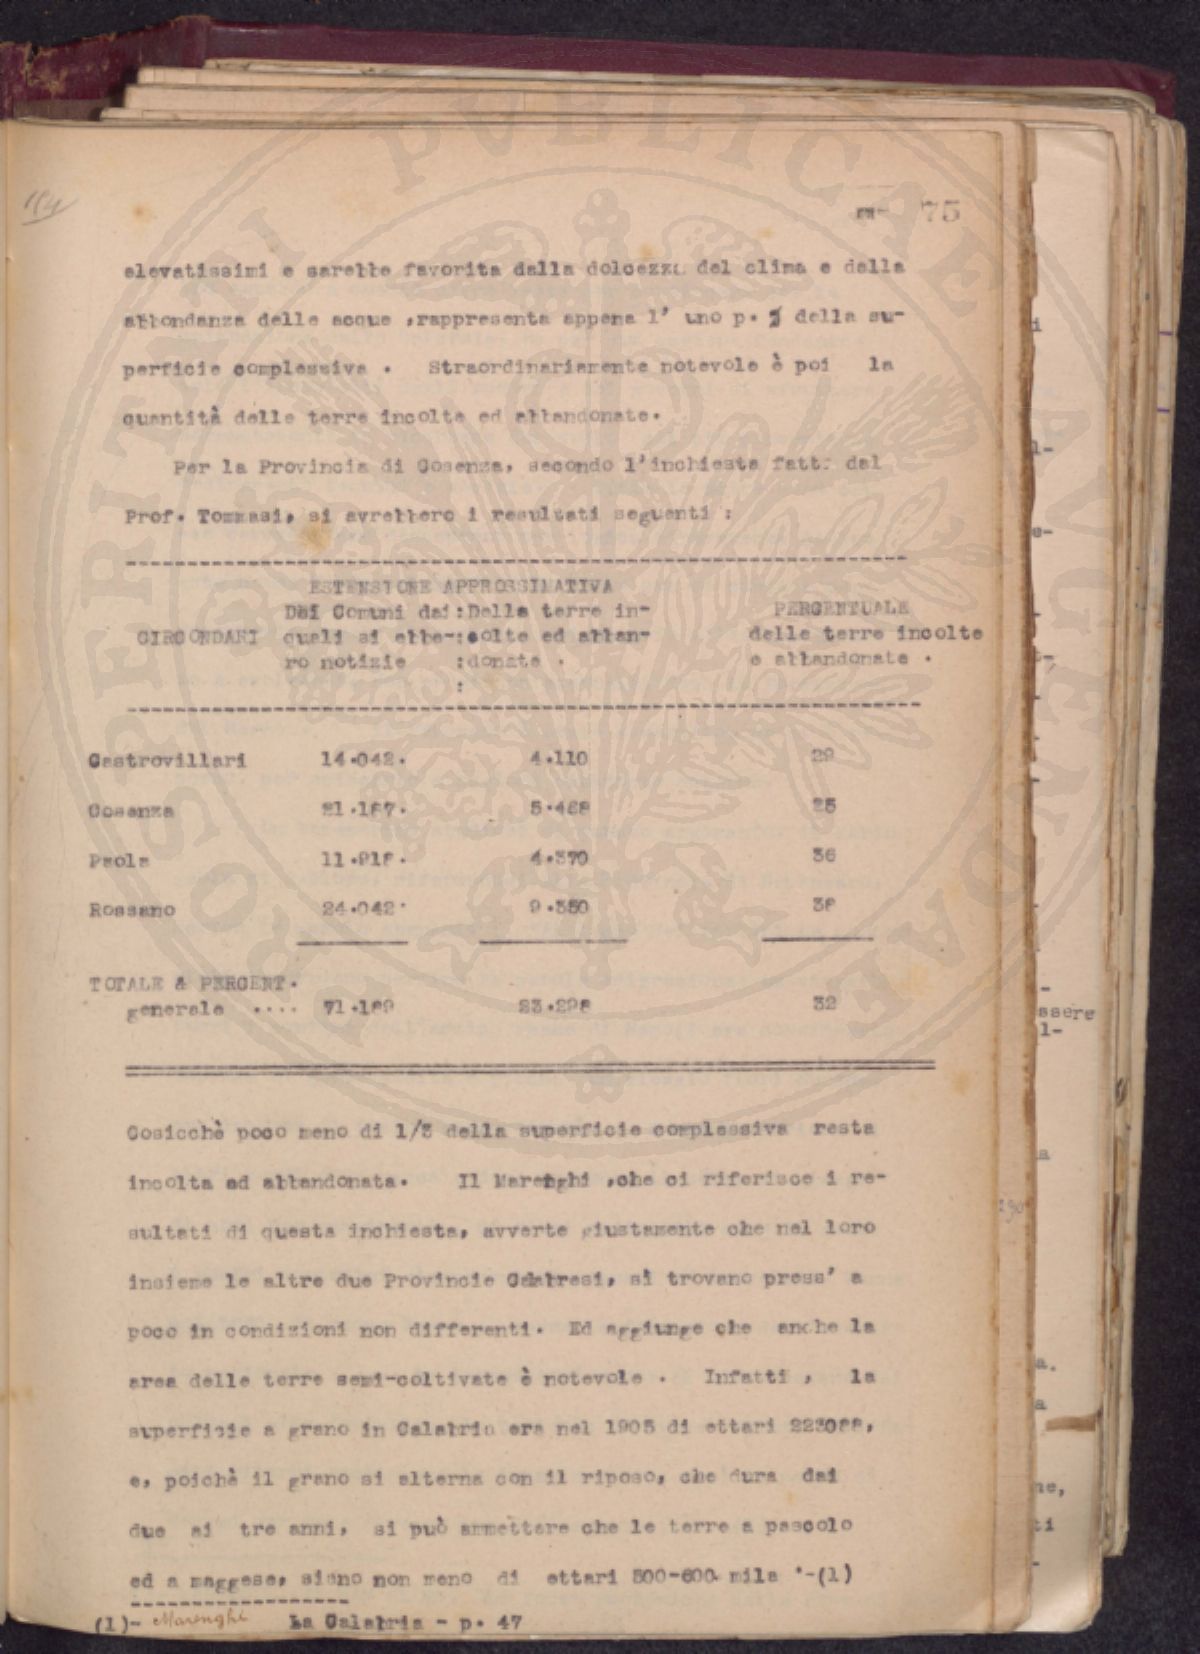 75
elevatissimi e sarebbe favorita dalla dolcezza del clima e dalla
abbondanza delle acque ,rappresenta appena l' uno p. % della su-
perficie complessiva . Straordinariamente notevole è poi la
quantità delle terre incolte ed abbandonate.
Per la Provincia di Cosenza, secondo l'inchiesta fatta dal
Prof. Tommasi, si avrebbero i resultati seguenti :
ESTENSIONE APPROSSIMATIVA
Dei Comuni dai :Delle terre in- PERCENTUALE
CIRCONDARI quali si ebbe-:colte ed abban- delle terre incolte
ro notizie :donate . e abbandonate .
:
Castrovillari 14.042. 4.110 29
Cosenza 21.187. 5.468 25
Paola 11.918. 4.370 36
Rossano 24.042. 9.350 38
TOTALE & PERCENT.
generale .... 71.189 23.298 32
Cosicchè poco meno di 1/3 della superficie complessiva resta
incolta ed abbandonata. Il Marenghi ,che ci riferisce i re-
sultati di questa inchiesta, avverte giustamente che nel loro
insieme le altre due Provincie Calabresi, si trovano press' a
poco in condizioni non differenti. Ed aggiunge che anche la
area delle terre semi-coltivate è notevole . Infatti , la
superficie a grano in Calabria era nel 1905 di ettari 223088,
e, poichè il grano si alterna con il riposo, che dura dai
due ai tre anni, si può ammettere che le terre a pascolo
ed a maggese, siano non meno di ettari 500-600 mila .-(1)
(1)- Marenghi La Calabria - p. 47
PROSPERITATI PVBLICAE AVGENDAE
ssere
l-